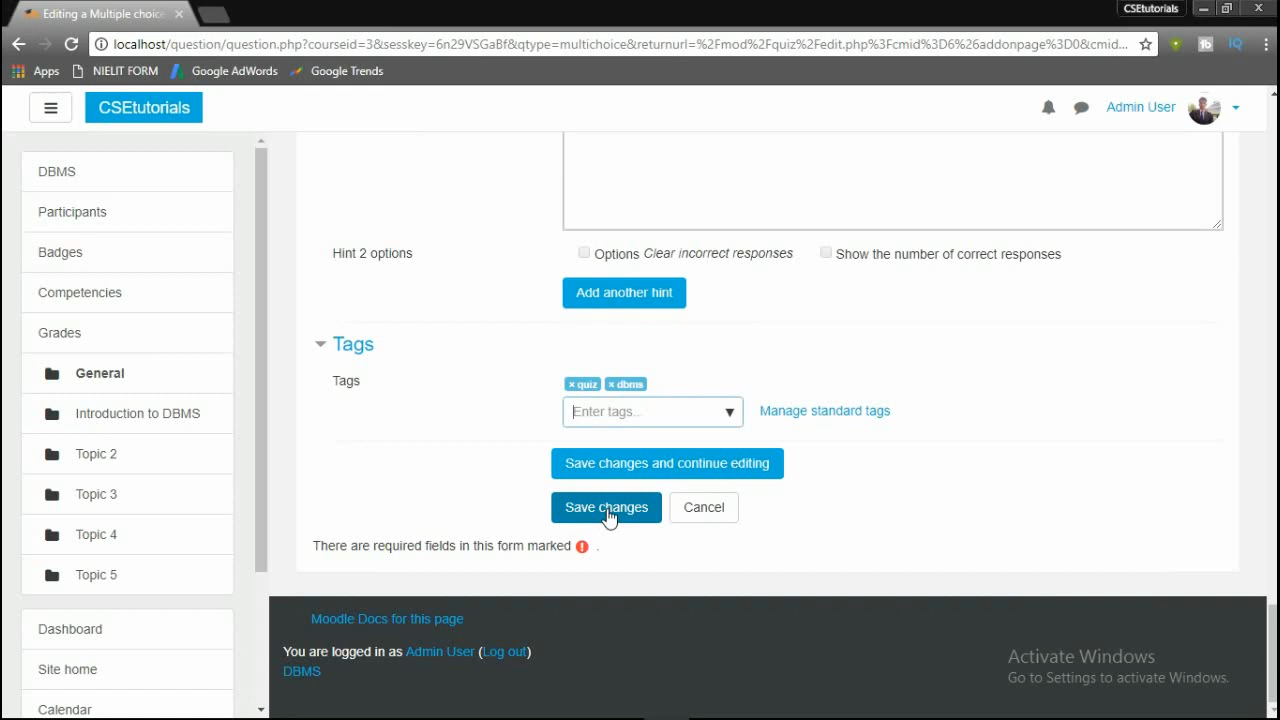 Editing a Multiple choice
CSEtutorials
localhost/question/question.php?courseid=3&sesskey=6n29VSGaBf&qtype=multichoice&returnurl=%2Fmod%2Fquiz%2Fedit.php%3Fcmid%3D6%26addonpage%3D0&cmid...
Apps NIELIT FORM Google AdWords Google Trends
CSEtutorials
Admin User
DBMS
Participants
Badges
Competencies
Grades
General
Introduction to DBMS
Topic 2
Topic 3
Topic 4
Topic 5
Dashboard
Site home
Calendar
Hint 2 options
Options Clear incorrect responses
Show the number of correct responses
Add another hint
Tags
Tags
× quiz × dbms
Enter tags...
Manage standard tags
Save changes and continue editing
Save changes
Cancel
There are required fields in this form marked .
Moodle Docs for this page
You are logged in as Admin User (Log out)
DBMS
Activate Windows
Go to Settings to activate Windows.